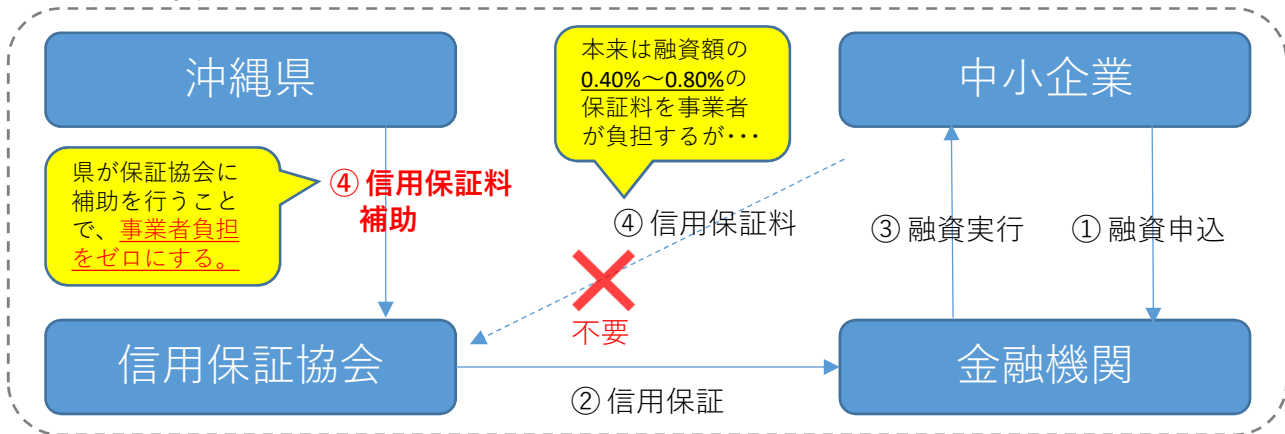 沖縄県
本来は融資額の
0.40%～0.80%の
保証料を事業者
が負担するが･･･
中小企業
県が保証協会に
補助を行うこと
で、事業者負担
をゼロにする。
④ 信用保証料
補助
④ 信用保証料
③ 融資実行
① 融資申込
不要
信用保証協会
② 信用保証
金融機関